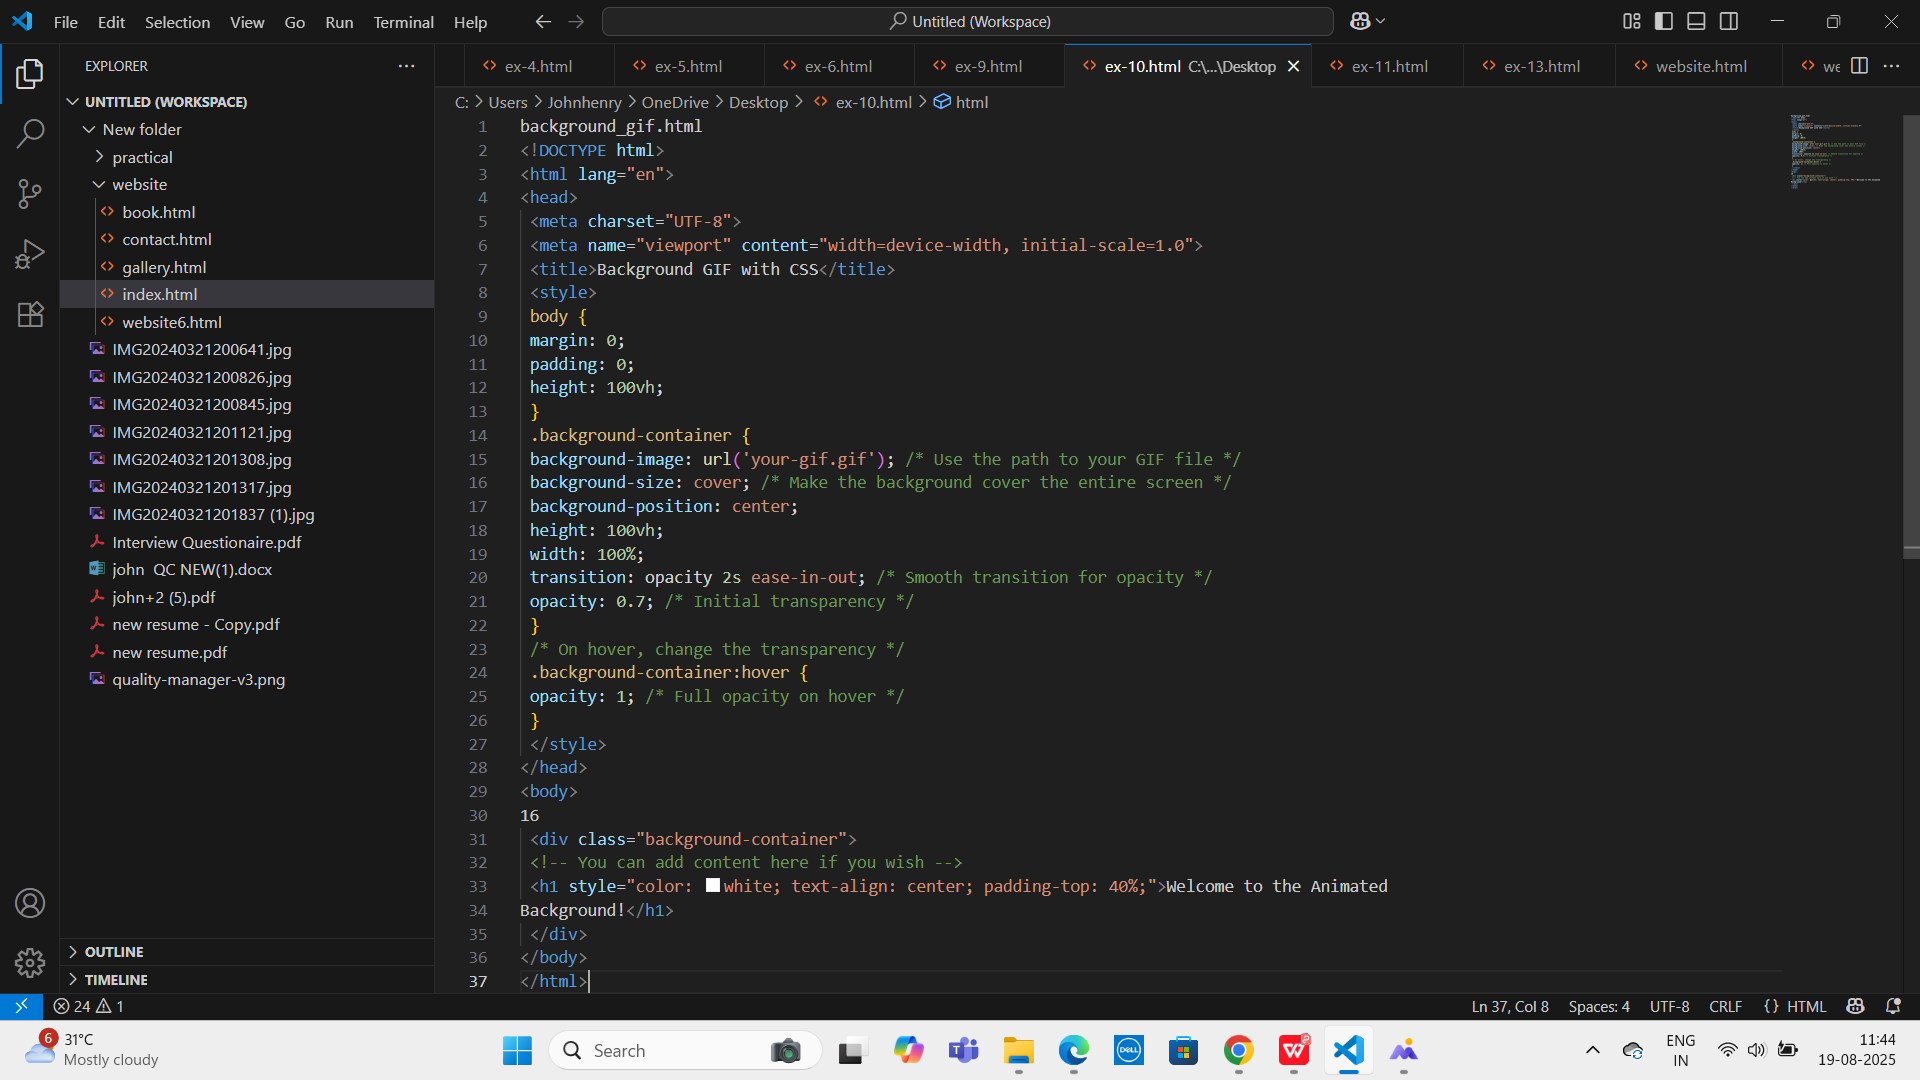 File Edit Selection View Go Run Terminal Help
Untitled (Workspace)
EXPLORER
UNTITLED (WORKSPACE)
New folder
practical
website
book.html
contact.html
gallery.html
index.html
website6.html
IMG20240321200641.jpg
IMG20240321200826.jpg
IMG20240321200845.jpg
IMG20240321201121.jpg
IMG20240321201308.jpg
IMG20240321201317.jpg
IMG20240321201837 (1).jpg
Interview Questionaire.pdf
john QC NEW(1).docx
john+2 (5).pdf
new resume - Copy.pdf
new resume.pdf
quality-manager-v3.png
OUTLINE
TIMELINE
ex-4.html ex-5.html ex-6.html ex-9.html ex-10.html C:\...\Desktop ex-11.html ex-13.html website.html we
C: > Users > Johnhenry > OneDrive > Desktop > ex-10.html > html
1 background_gif.html
2 <!DOCTYPE html>
3 <html lang="en">
4 <head>
5 <meta charset="UTF-8">
6 <meta name="viewport" content="width=device-width, initial-scale=1.0">
7 <title>Background GIF with CSS</title>
8 <style>
9 body {
10 margin: 0;
11 padding: 0;
12 height: 100vh;
13 }
14 .background-container {
15 background-image: url('your-gif.gif'); /* Use the path to your GIF file */
16 background-size: cover; /* Make the background cover the entire screen */
17 background-position: center;
18 height: 100vh;
19 width: 100%;
20 transition: opacity 2s ease-in-out; /* Smooth transition for opacity */
21 opacity: 0.7; /* Initial transparency */
22 }
23 /* On hover, change the transparency */
24 .background-container:hover {
25 opacity: 1; /* Full opacity on hover */
26 }
27 </style>
28 </head>
29 <body>
30 16
31 <div class="background-container">
32 <!-- You can add content here if you wish -->
33 <h1 style="color: white; text-align: center; padding-top: 40%;">Welcome to the Animated
34 Background!</h1>
35 </div>
36 </body>
37 </html>
24 1
Ln 37, Col 8 Spaces: 4 UTF-8 CRLF {} HTML
6
31°C
Mostly cloudy
Search
DELL
ENG
IN
11:44
19-08-2025